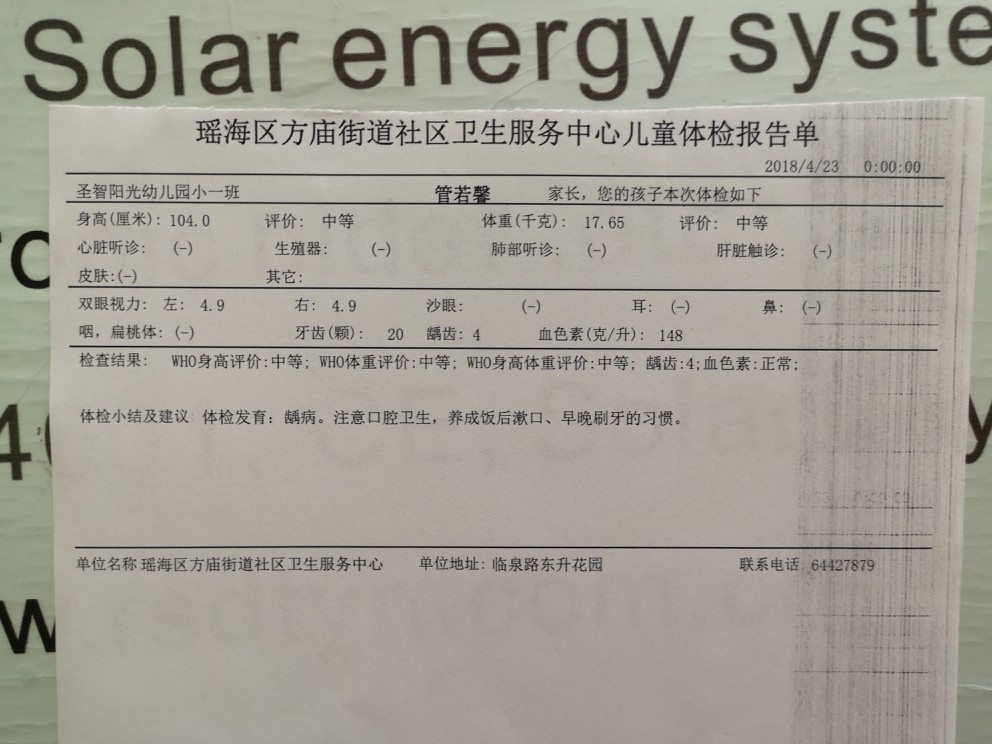 Solar energy syste
瑶海区方庙街道社区卫生服务中心儿童体检报告单
2018/4/23 0:00:00
圣智阳光幼儿园小一班 管若馨 家长，您的孩子本次体检如下
身高(厘米): 104.0 评价: 中等 体重(千克): 17.65 评价: 中等
心脏听诊: (-) 生殖器: (-) 肺部听诊: (-) 肝脏触诊: (-)
皮肤:(-) 其它:
双眼视力: 左: 4.9 右: 4.9 沙眼: (-) 耳: (-) 鼻: (-)
咽，扁桃体: (-) 牙齿(颗): 20 龋齿: 4 血色素(克/升): 148
检查结果: WHO身高评价:中等; WHO体重评价:中等; WHO身高体重评价:中等; 龋齿:4;血色素:正常;
体检小结及建议 体检发育: 龋病。注意口腔卫生，养成饭后漱口、早晚刷牙的习惯。
单位名称 瑶海区方庙街道社区卫生服务中心 单位地址: 临泉路东升花园 联系电话 64427879